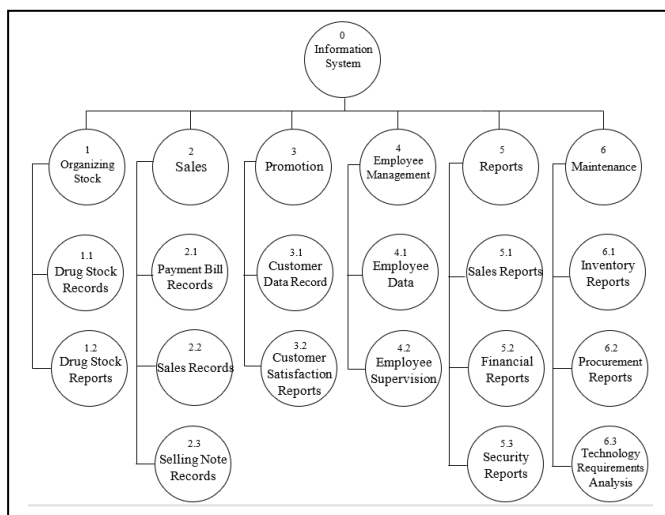 0
Information
System
1
Organizing
Stock
2
Sales
3
Promotion
4
Employee
Management
5
Reports
6
Maintenance
1.1
Drug Stock
Records
2.1
Payment Bill
Records
3.1
Customer
Data Record
4.1
Employee
Data
5.1
Sales Reports
6.1
Inventory
Reports
1.2
Drug Stock
Reports
2.2
Sales Records
3.2
Customer
Satisfaction
Reports
4.2
Employee
Supervision
5.2
Financial
Reports
6.2
Procurement
Reports
2.3
Selling Note
Records
5.3
Security
Reports
6.3
Technology
Requirements
Analysis